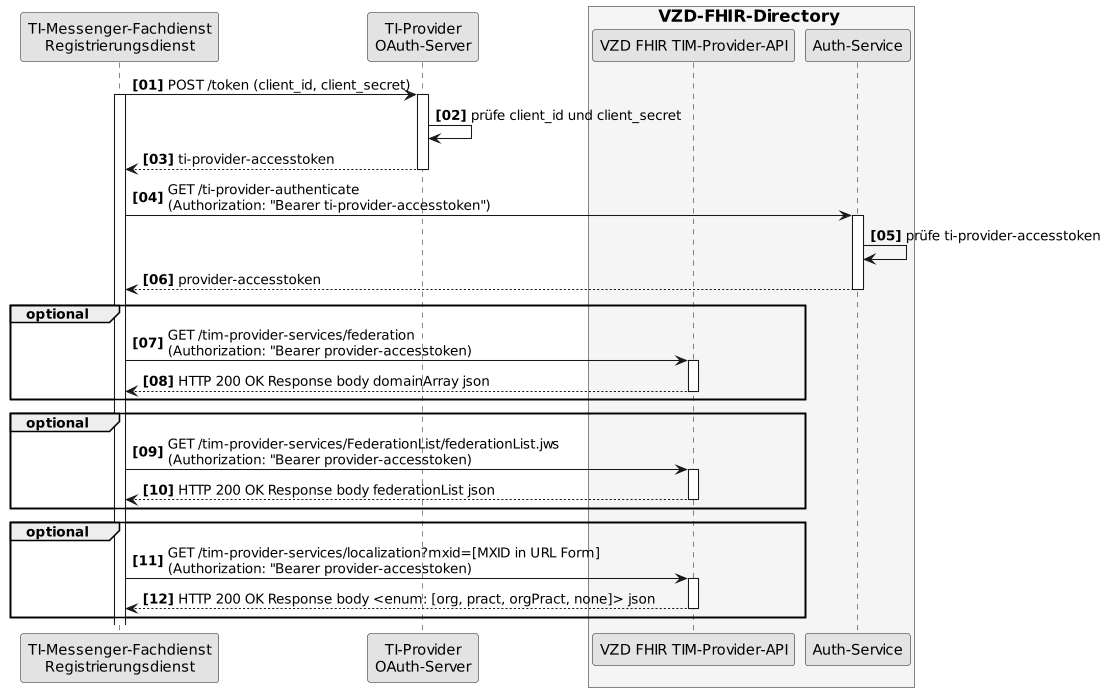 VZD-FHIR-Directory
TI-Messenger-Fachdienst
Registrierungsdienst
TI-Provider
OAuth-Server
VZD FHIR TIM-Provider-API
Auth-Service
[01] POST /token (client_id, client_secret)
[02] prüfe client_id und client_secret
[03] ti-provider-accesstoken
[04] GET /ti-provider-authenticate
(Authorization: "Bearer ti-provider-accesstoken")
[05] prüfe ti-provider-accesstoken
[06] provider-accesstoken
optional
[07] GET /tim-provider-services/federation
(Authorization: "Bearer provider-accesstoken)
[08] HTTP 200 OK Response body domainArray json
optional
[09] GET /tim-provider-services/FederationList/federationList.jws
(Authorization: "Bearer provider-accesstoken)
[10] HTTP 200 OK Response body federationList json
optional
[11] GET /tim-provider-services/localization?mxid=[MXID in URL Form]
(Authorization: "Bearer provider-accesstoken)
[12] HTTP 200 OK Response body <enum: [org, pract, orgPract, none]> json
TI-Messenger-Fachdienst
Registrierungsdienst
TI-Provider
OAuth-Server
VZD FHIR TIM-Provider-API
Auth-Service